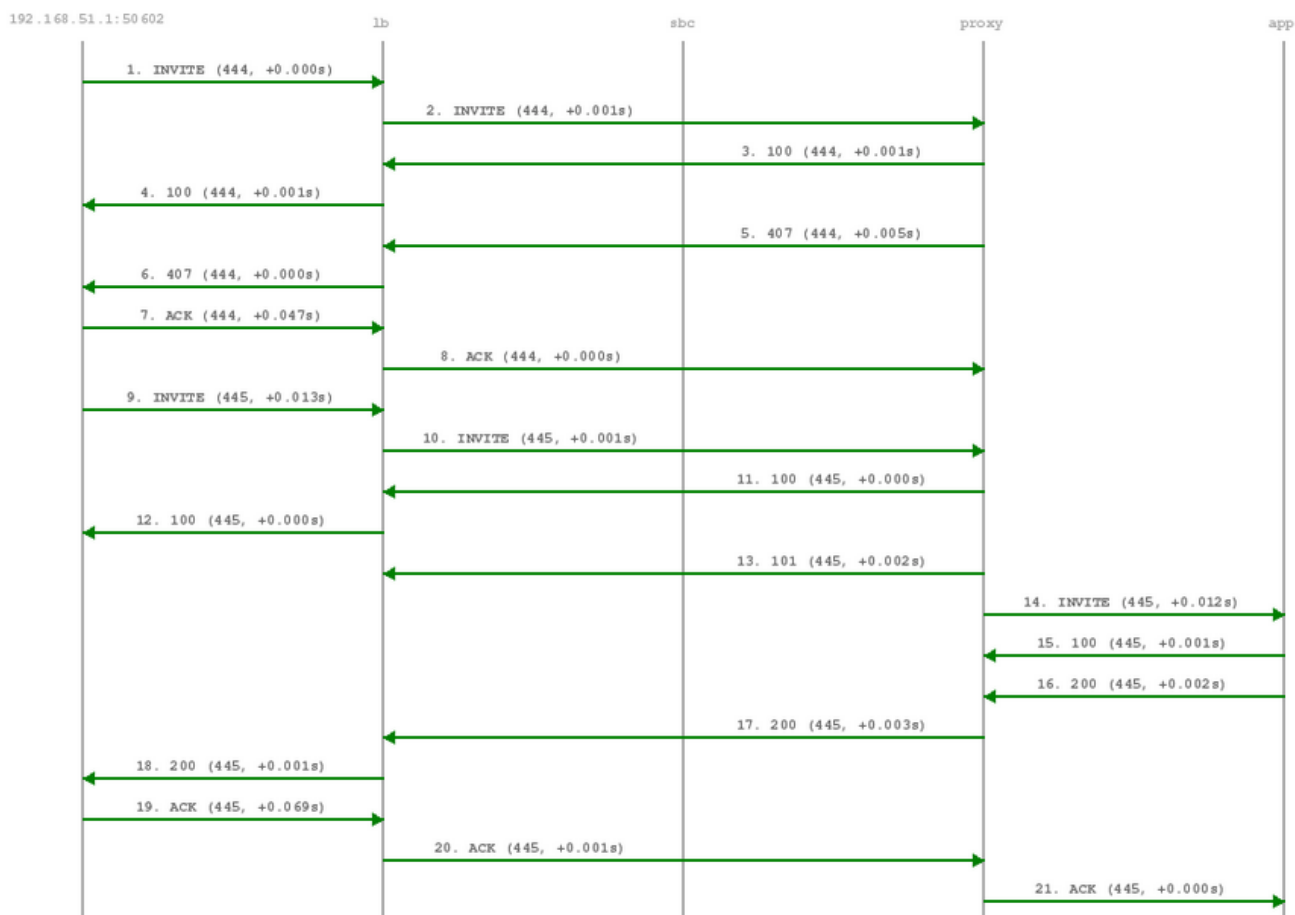 192.168.51.1:50602 lb sbc proxy app
1. INVITE (444, +0.000s)
2. INVITE (444, +0.001s)
3. 100 (444, +0.001s)
4. 100 (444, +0.001s)
5. 407 (444, +0.005s)
6. 407 (444, +0.000s)
7. ACK (444, +0.047s)
8. ACK (444, +0.000s)
9. INVITE (445, +0.013s)
10. INVITE (445, +0.001s)
11. 100 (445, +0.000s)
12. 100 (445, +0.000s)
13. 101 (445, +0.002s)
14. INVITE (445, +0.012s)
15. 100 (445, +0.001s)
16. 200 (445, +0.002s)
17. 200 (445, +0.003s)
18. 200 (445, +0.001s)
19. ACK (445, +0.069s)
20. ACK (445, +0.001s)
21. ACK (445, +0.000s)